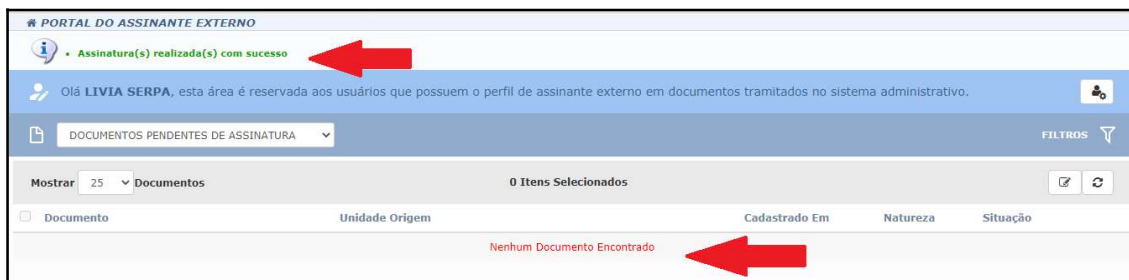 PORTAL DO ASSINANTE EXTERNO
• Assinatura(s) realizada(s) com sucesso
Olá LIVIA SERPA, esta área é reservada aos usuários que possuem o perfil de assinante externo em documentos tramitados no sistema administrativo.
DOCUMENTOS PENDENTES DE ASSINATURA FILTROS
Mostrar 25 Documentos 0 Itens Selecionados
Documento Unidade Origem Cadastrado Em Natureza Situação
Nenhum Documento Encontrado